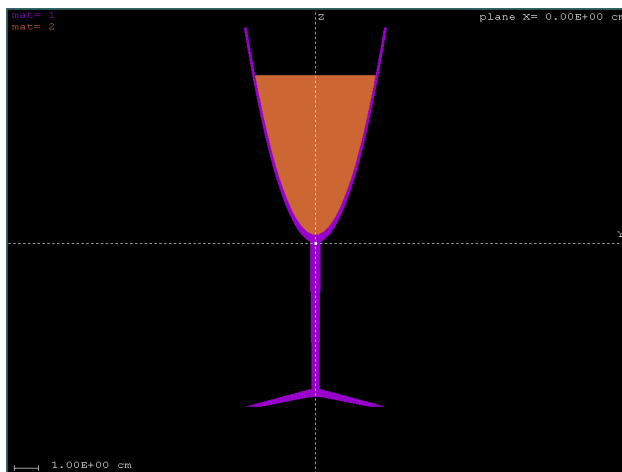 mat= 1
mat= 2
Z
plane X= 0.00E+00 cm
Y
1.00E+00 cm